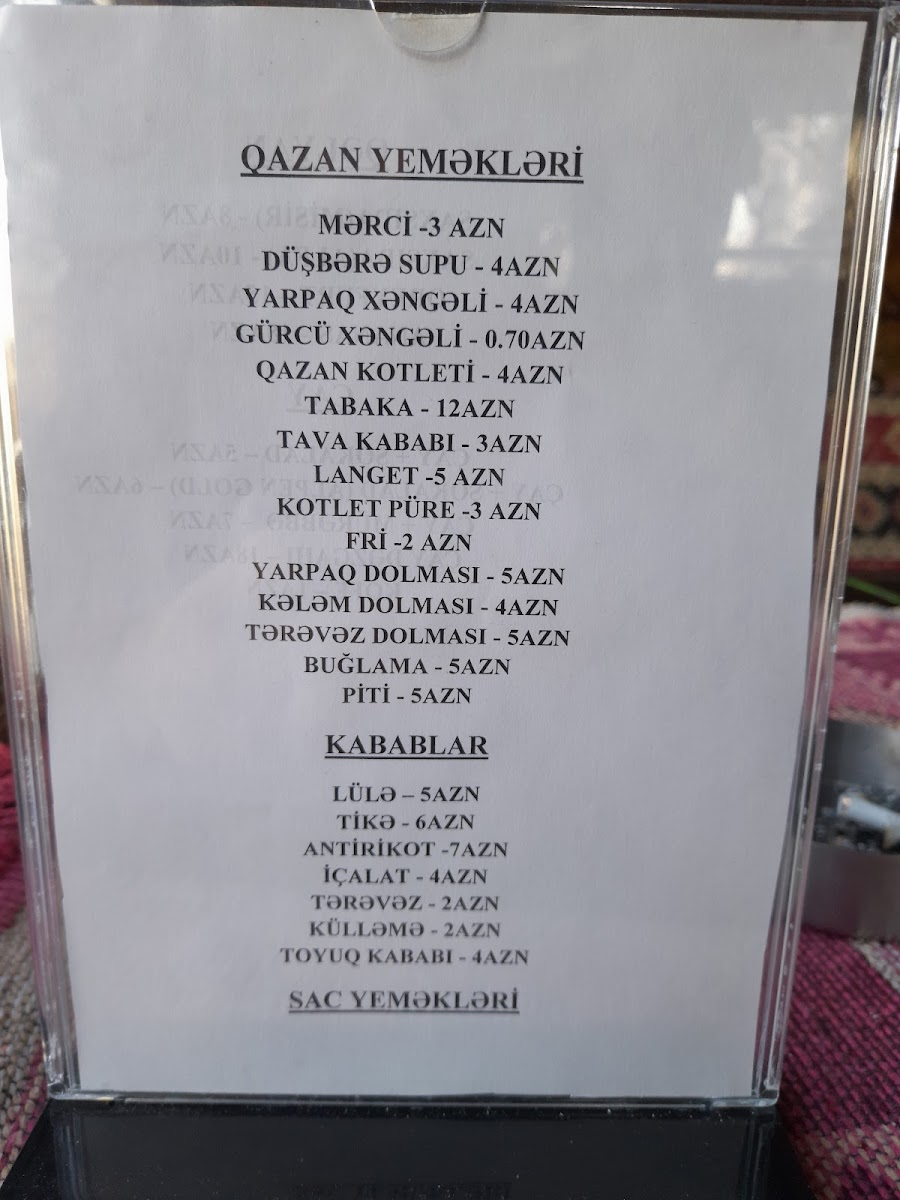 QAZAN YEMƏKLƏRİ
MƏRCİ -3 AZN
DÜŞBƏRƏ SUPU - 4AZN
YARPAQ XƏNGƏLİ - 4AZN
GÜRCÜ XƏNGƏLİ - 0.70AZN
QAZAN KOTLETİ - 4AZN
TABAKA - 12AZN
TAVA KABABI - 3AZN
LANGET -5 AZN
KOTLET PÜRE -3 AZN
FRİ -2 AZN
YARPAQ DOLMASI - 5AZN
KƏLƏM DOLMASI - 4AZN
TƏRƏVƏZ DOLMASI - 5AZN
BUĞLAMA - 5AZN
PİTİ - 5AZN
KABABLAR
LÜLƏ – 5AZN
TİKƏ - 6AZN
ANTİRİKOT -7AZN
İÇALAT - 4AZN
TƏRƏVƏZ - 2AZN
KÜLLƏMƏ - 2AZN
TOYUQ KABABI - 4AZN
SAC YEMƏKLƏRİ